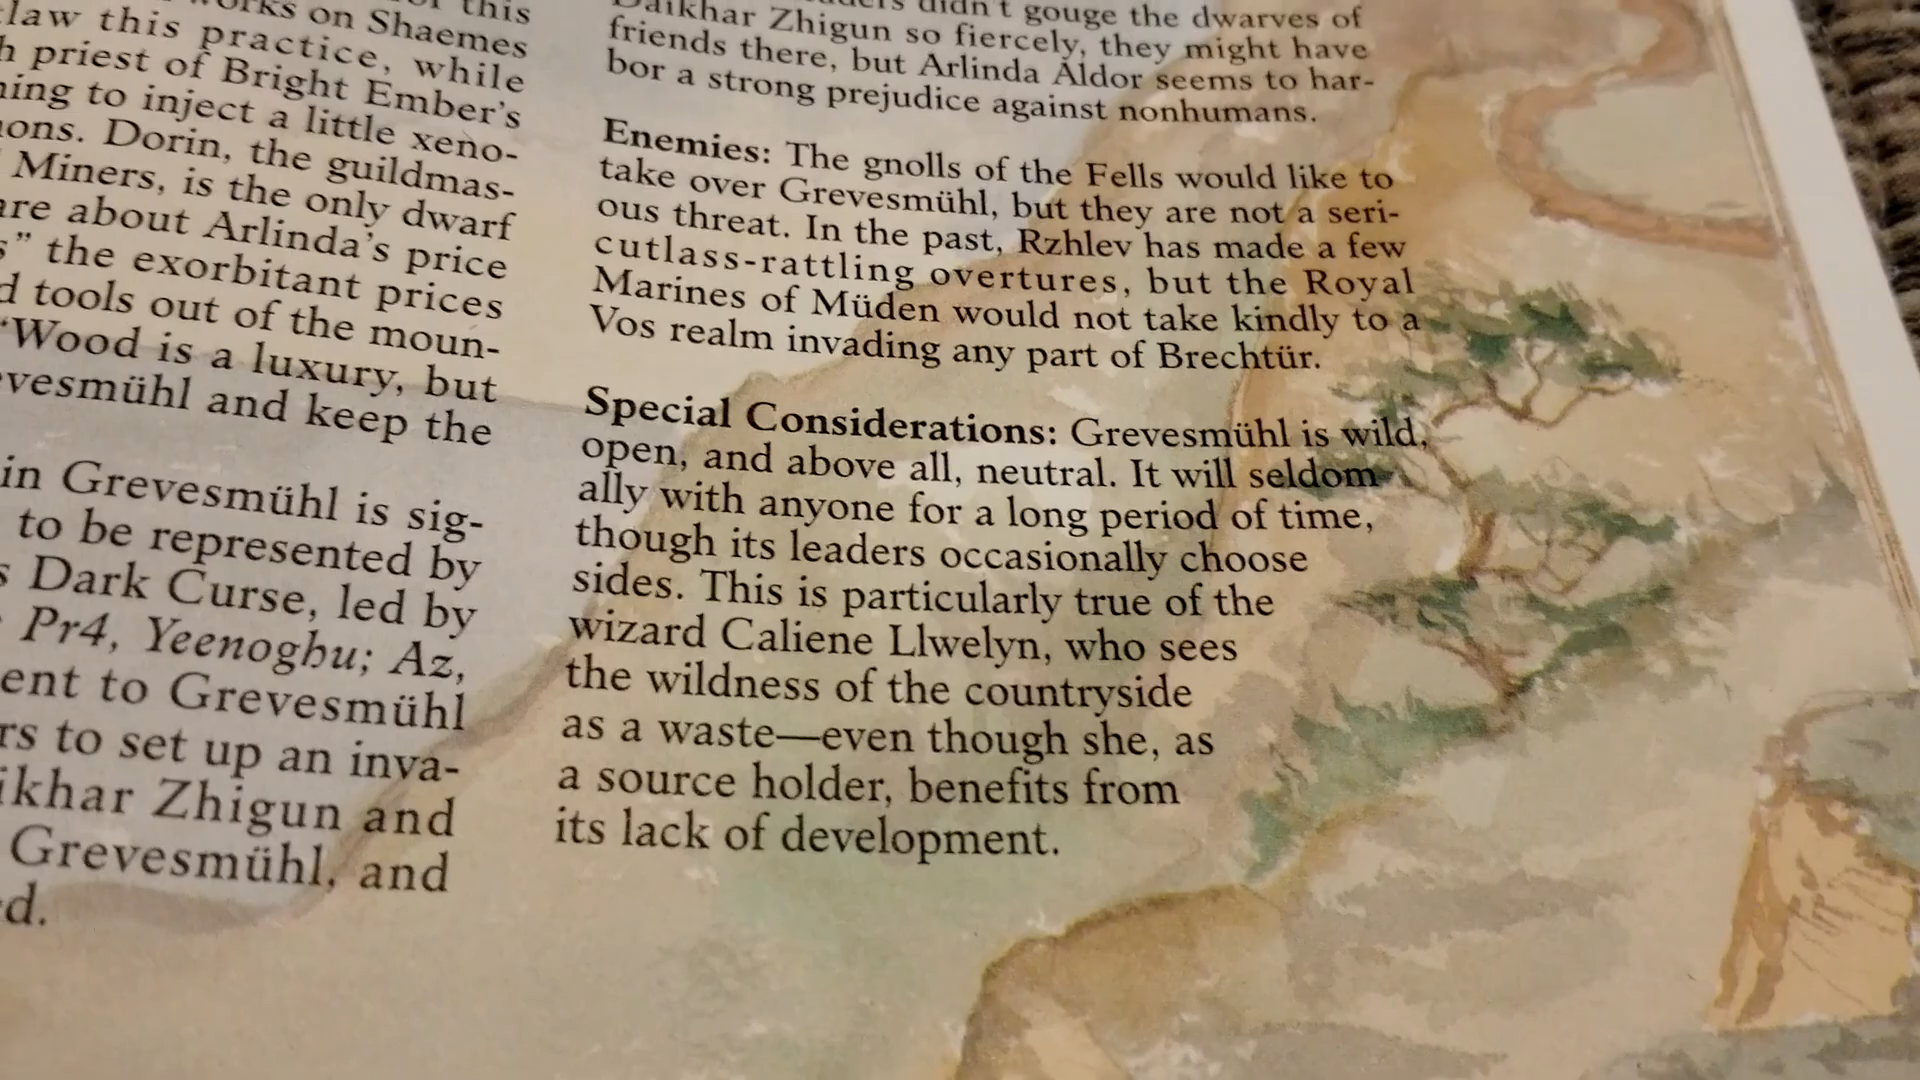 this
works on Shaemes
law this practice, while
priest of Bright Ember's
ing to inject a little xeno-
ons. Dorin, the guildmas-
Miners, is the only dwarf
about Arlinda's price
" the exorbitant prices
tools out of the moun-
"Wood is a luxury, but
vesmühl and keep the
in Grevesmühl is sig-
to be represented by
Dark Curse, led by
Pr4, Yeenoghu; Az,
ent to Grevesmühl
rs to set up an inva-
ikhar Zhigun and
Grevesmühl, and
d.
didn't gouge the dwarves of
Daikhar Zhigun so fiercely, they might have
friends there, but Arlinda Aldor seems to har-
bor a strong prejudice against nonhumans.
Enemies: The gnolls of the Fells would like to
take over Grevesmühl, but they are not a seri-
ous threat. In the past, Rzhlev has made a few
cutlass-rattling overtures, but the Royal
Marines of Müden would not take kindly to a
Vos realm invading any part of Brechtür.
Special Considerations: Grevesmühl is wild,
open, and above all, neutral. It will seldom
ally with anyone for a long period of time,
though its leaders occasionally choose
sides. This is particularly true of the
wizard Caliene Llwelyn, who sees
the wildness of the countryside
as a waste—even though she, as
a source holder, benefits from
its lack of development.